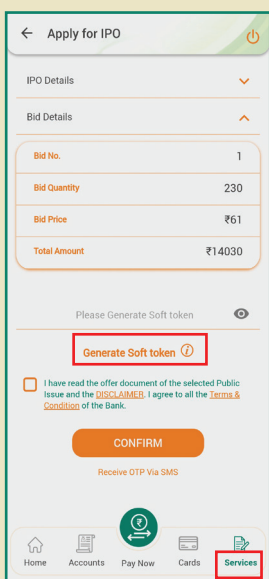 Apply for IPO
IPO Details
Bid Details
Bid No. 1
Bid Quantity 230
Bid Price ₹61
Total Amount ₹14030
Please Generate Soft token
Generate Soft token i
I have read the offer document of the selected Public
Issue and the DISCLAIMER. I agree to all the Terms &
Condition of the Bank.
CONFIRM
Receive OTP Via SMS
₹
Home Accounts Pay Now Cards Services